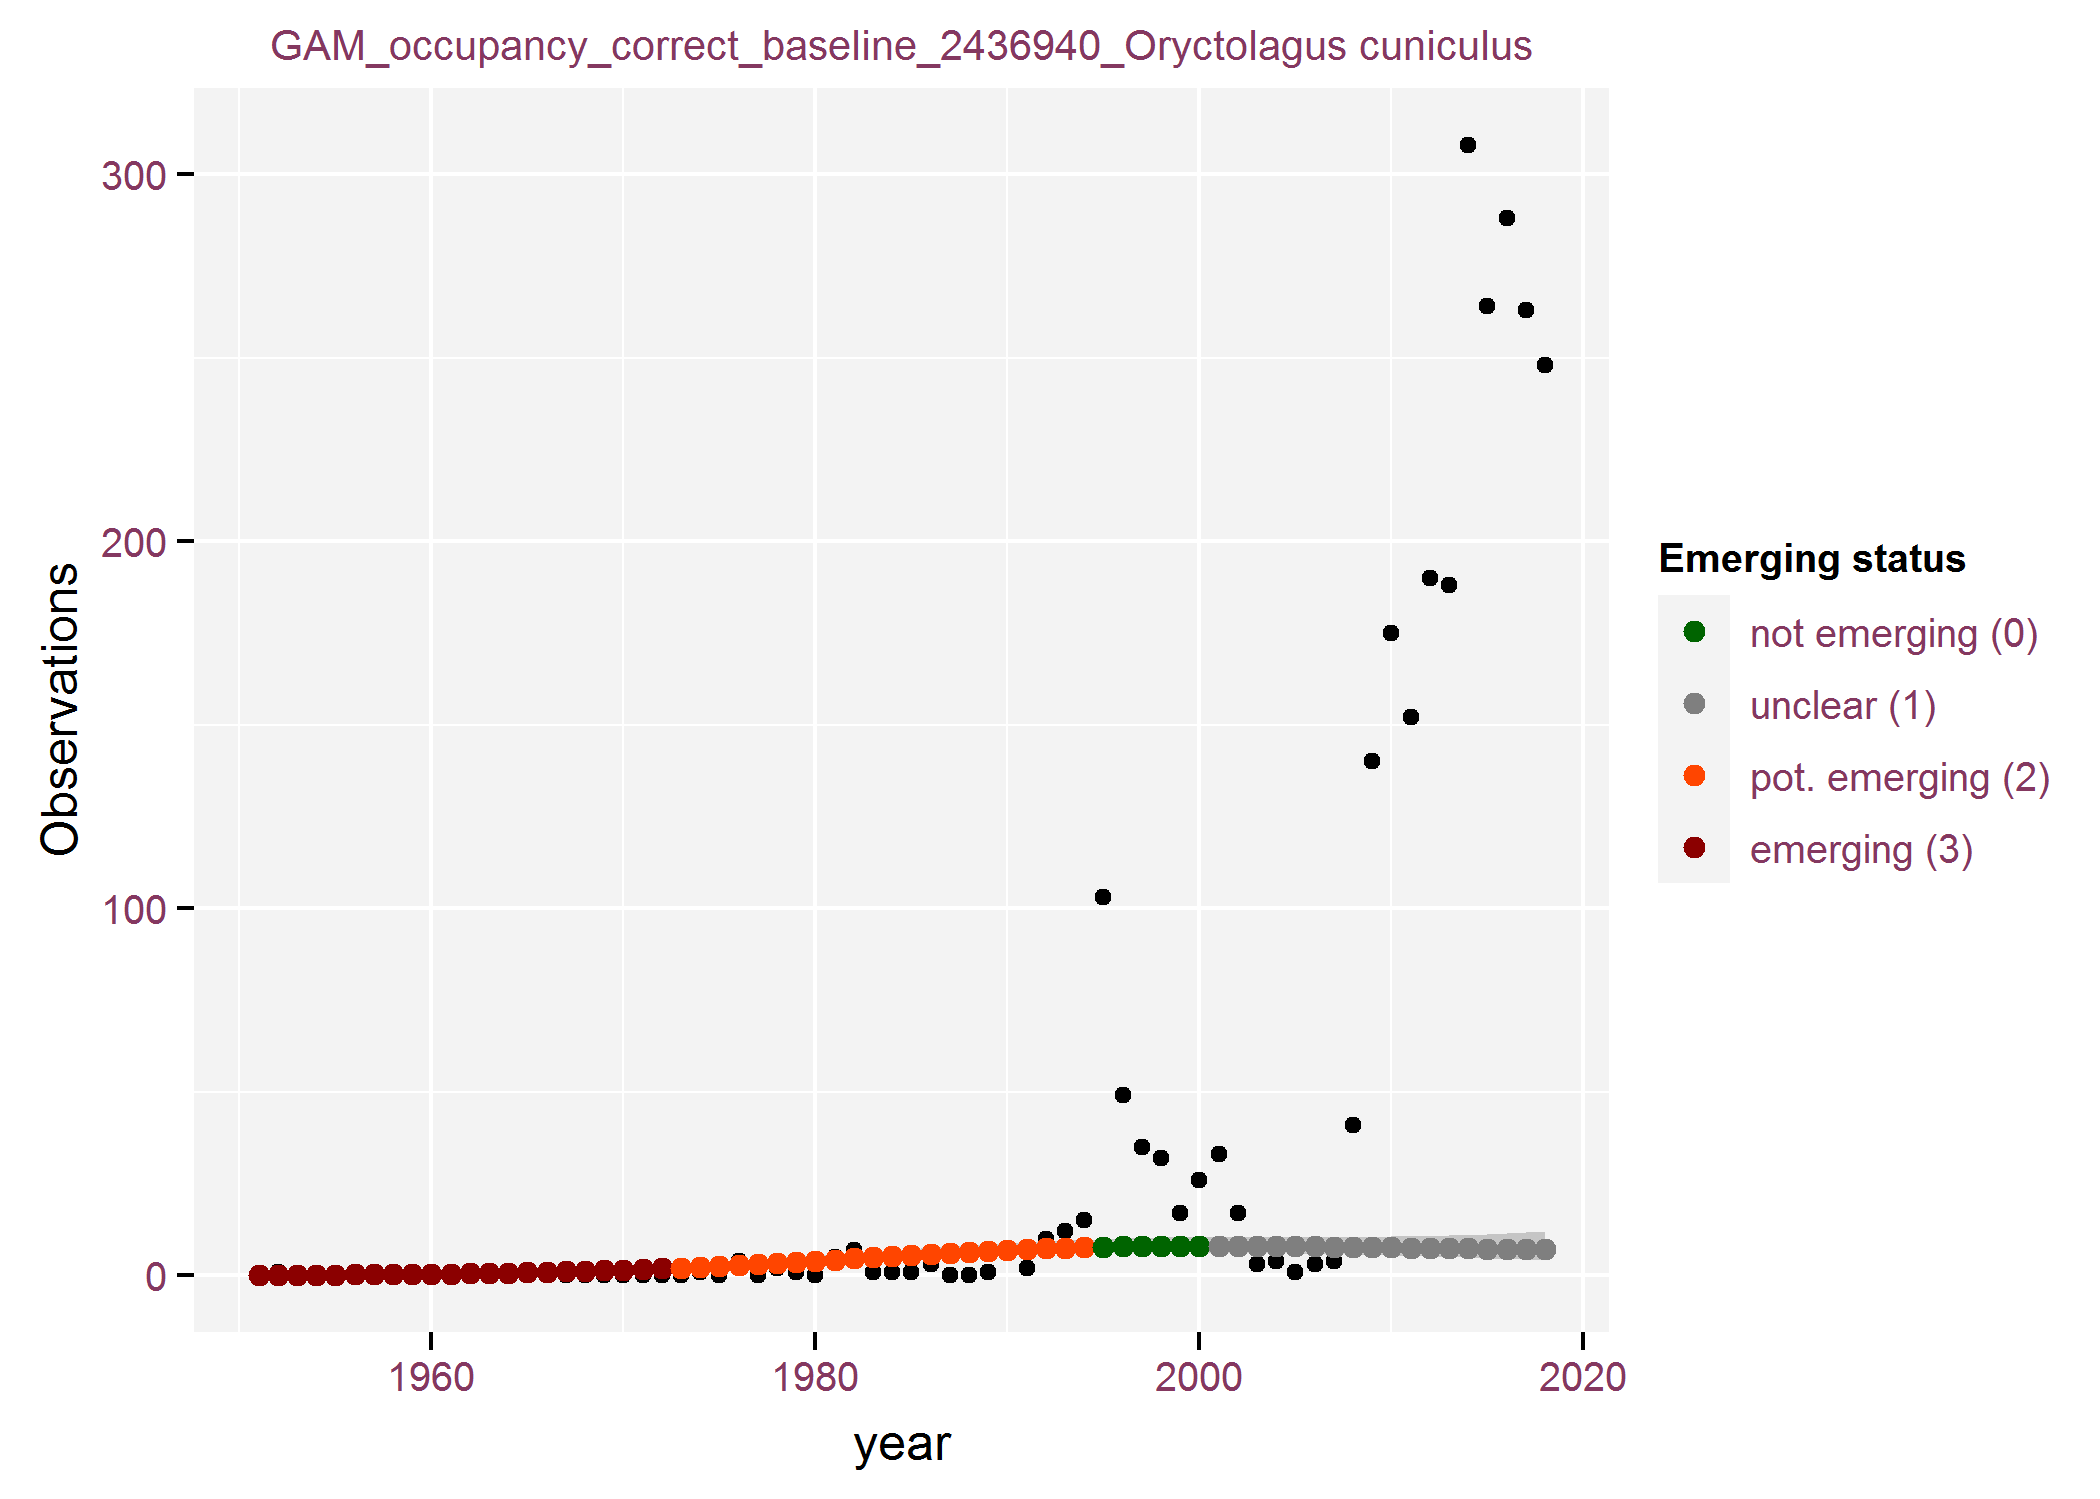 GAM_occupancy_correct_baseline_2436940_Oryctolagus cuniculus
300
200
100
0
Observations
1960 1980 2000 2020
year
Emerging status
not emerging (0)
unclear (1)
pot. emerging (2)
emerging (3)